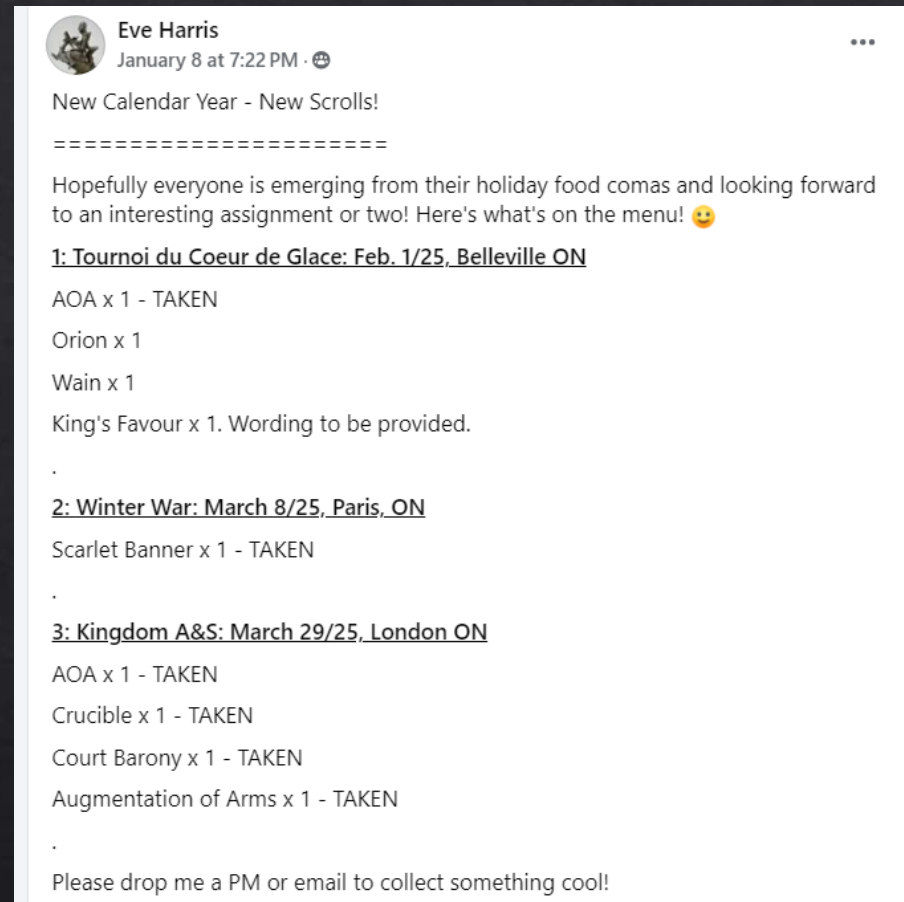 Eve Harris
January 8 at 7:22 PM ·
New Calendar Year - New Scrolls!
======================
Hopefully everyone is emerging from their holiday food comas and looking forward
to an interesting assignment or two! Here's what's on the menu! 🙂
1: Tournoi du Coeur de Glace: Feb. 1/25, Belleville ON
AOA x 1 - TAKEN
Orion x 1
Wain x 1
King's Favour x 1. Wording to be provided.
.
2: Winter War: March 8/25, Paris, ON
Scarlet Banner x 1 - TAKEN
.
3: Kingdom A&S: March 29/25, London ON
AOA x 1 - TAKEN
Crucible x 1 - TAKEN
Court Barony x 1 - TAKEN
Augmentation of Arms x 1 - TAKEN
.
Please drop me a PM or email to collect something cool!